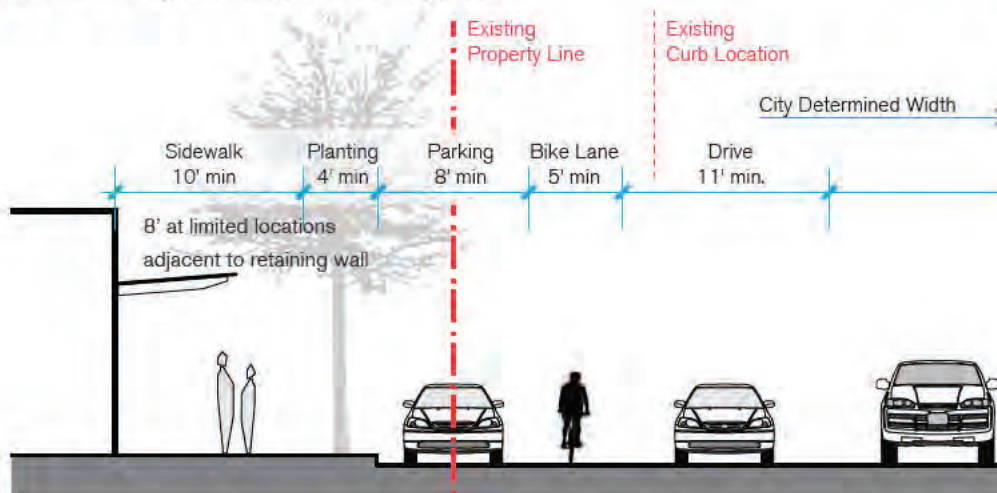 Existing
Property Line
Existing
Curb Location
City Determined Width
Sidewalk
10' min
Planting
4' min
Parking
8' min
Bike Lane
5' min
Drive
11' min.
8' at limited locations
adjacent to retaining wall